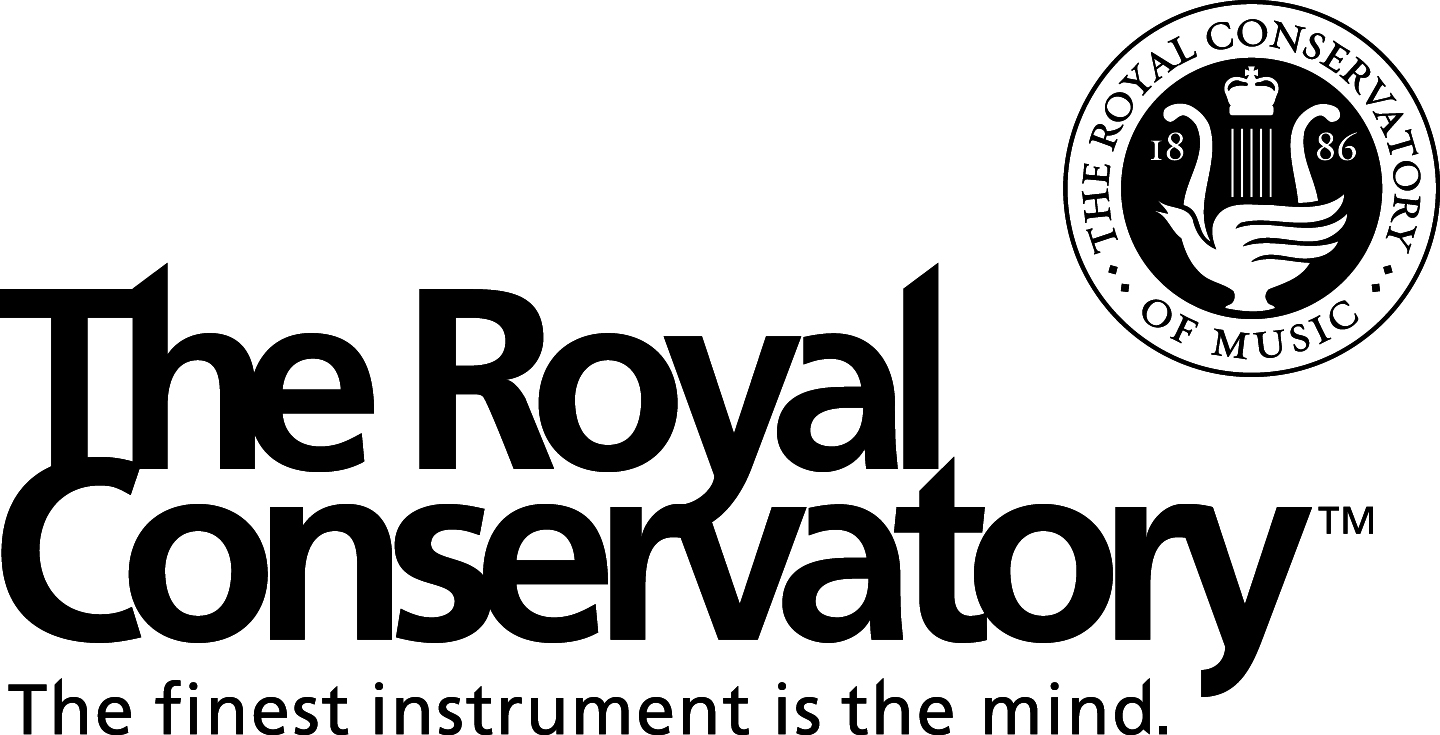 THE ROYAL CONSERVATORY
18 86
OF MUSIC
The Royal
Conservatory™
The finest instrument is the mind.